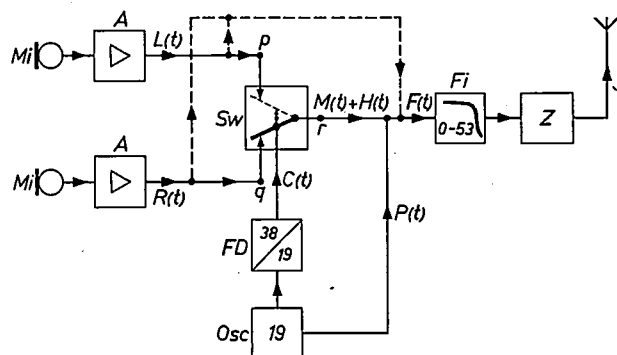 A
L(t)
Mi
p
Sw
M(t)+H(t)
r
F(t)
Fi
0-53
Z
A
Mi
R(t)
q
C(t)
P(t)
FD
38
19
Osc
19